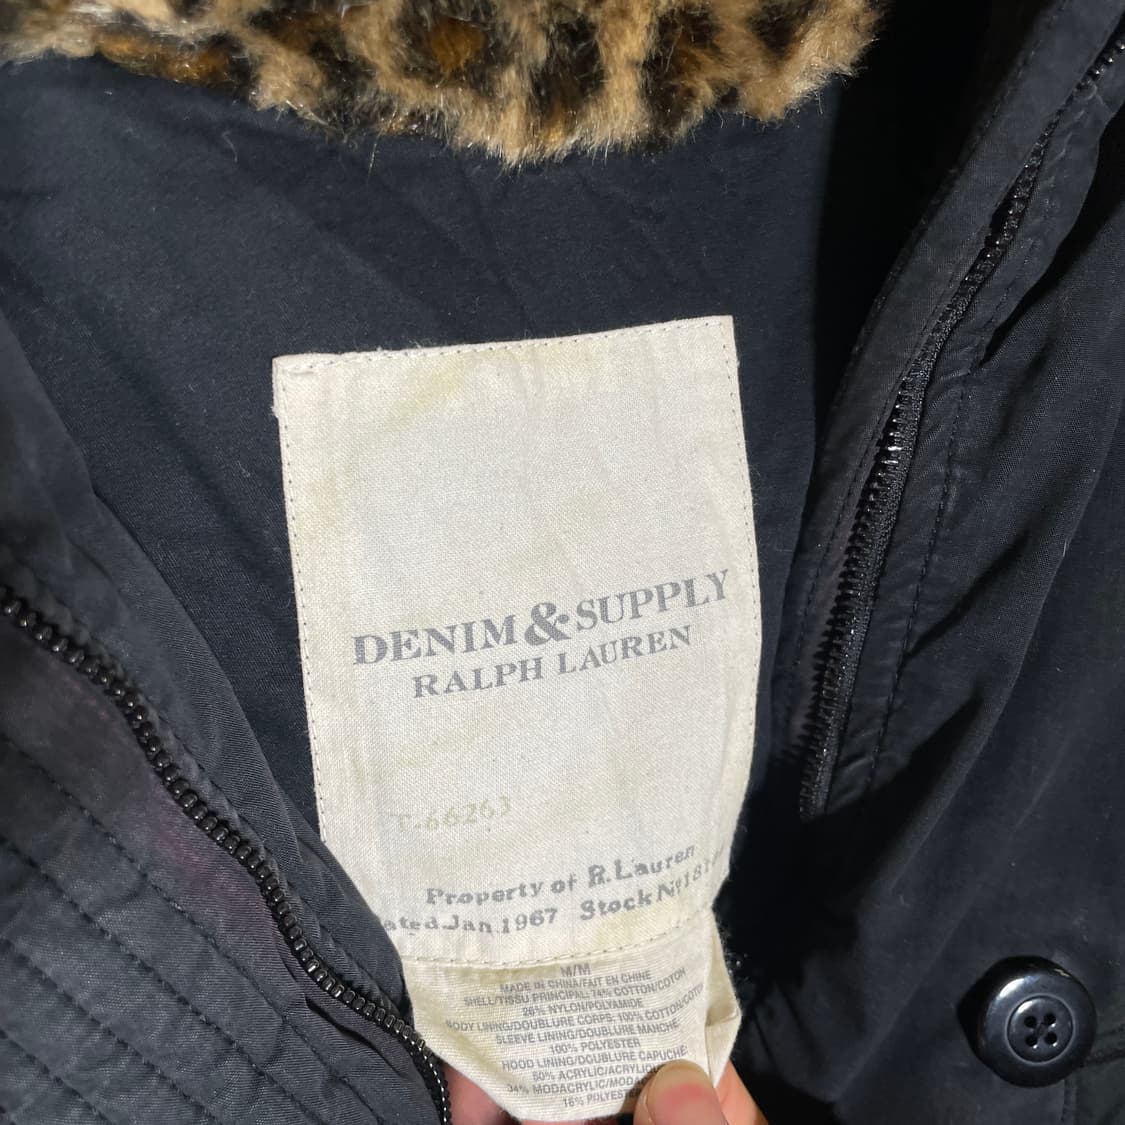 DENIM & SUPPLY
RALPH LAUREN
T-66263
Property of R.Lauren
Jan.1967 Stock Nº
M/M
MADE IN CHINA/FAIT EN CHINE
SHELL/TISSU PRINCIPAL: 74% COTTON/COTON
26% NYLON/POLYAMIDE
BODY LINING/DOUBLURE CORPS: 100% COTTON/COTON
SLEEVE LINING/DOUBLURE MANCHE:
100% POLYESTER
HOOD LINING/DOUBLURE CAPUCHE:
50% ACRYLIC/ACRYLIQUE
34% MODACRYLIC/
16%